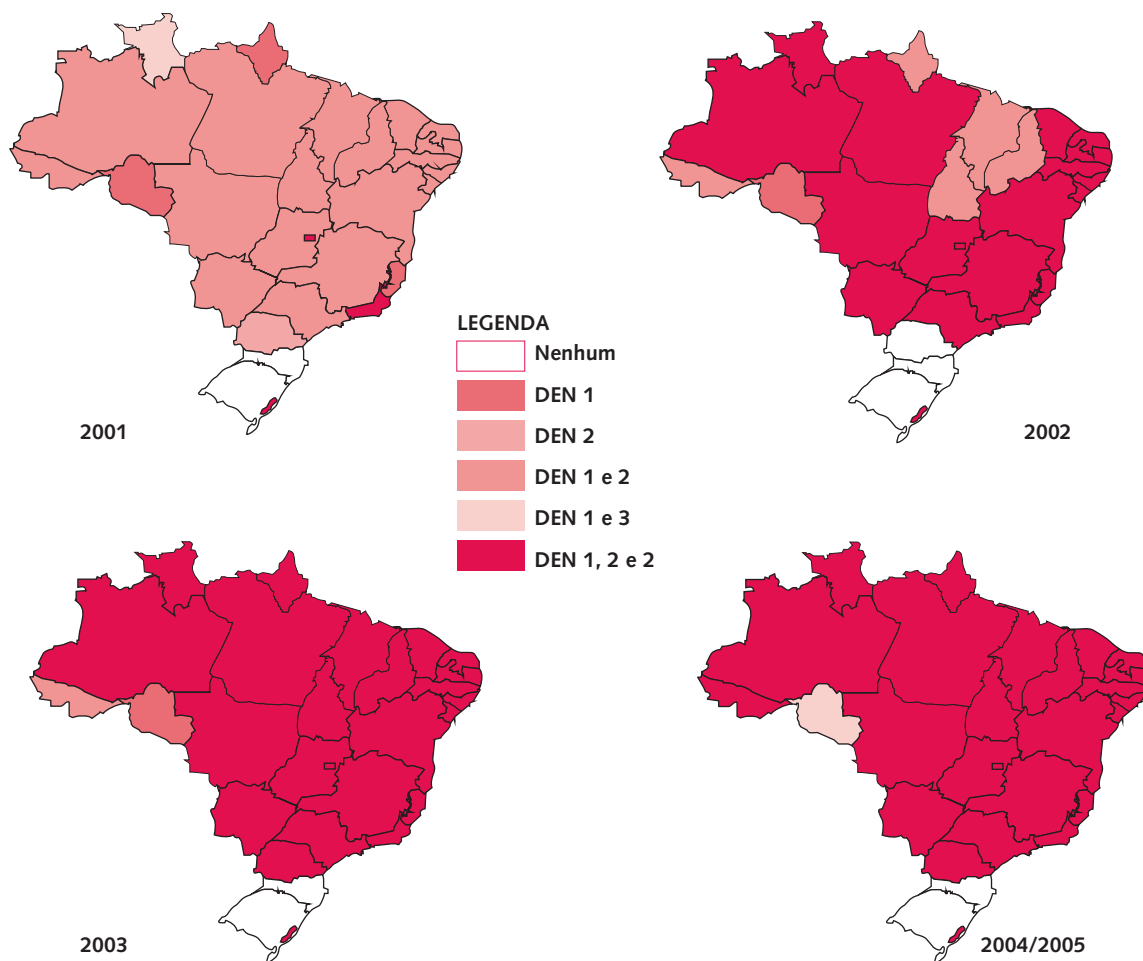 2001
2002
LEGENDA
Nenhum
DEN 1
DEN 2
DEN 1 e 2
DEN 1 e 3
DEN 1, 2 e 2
2003
2004/2005